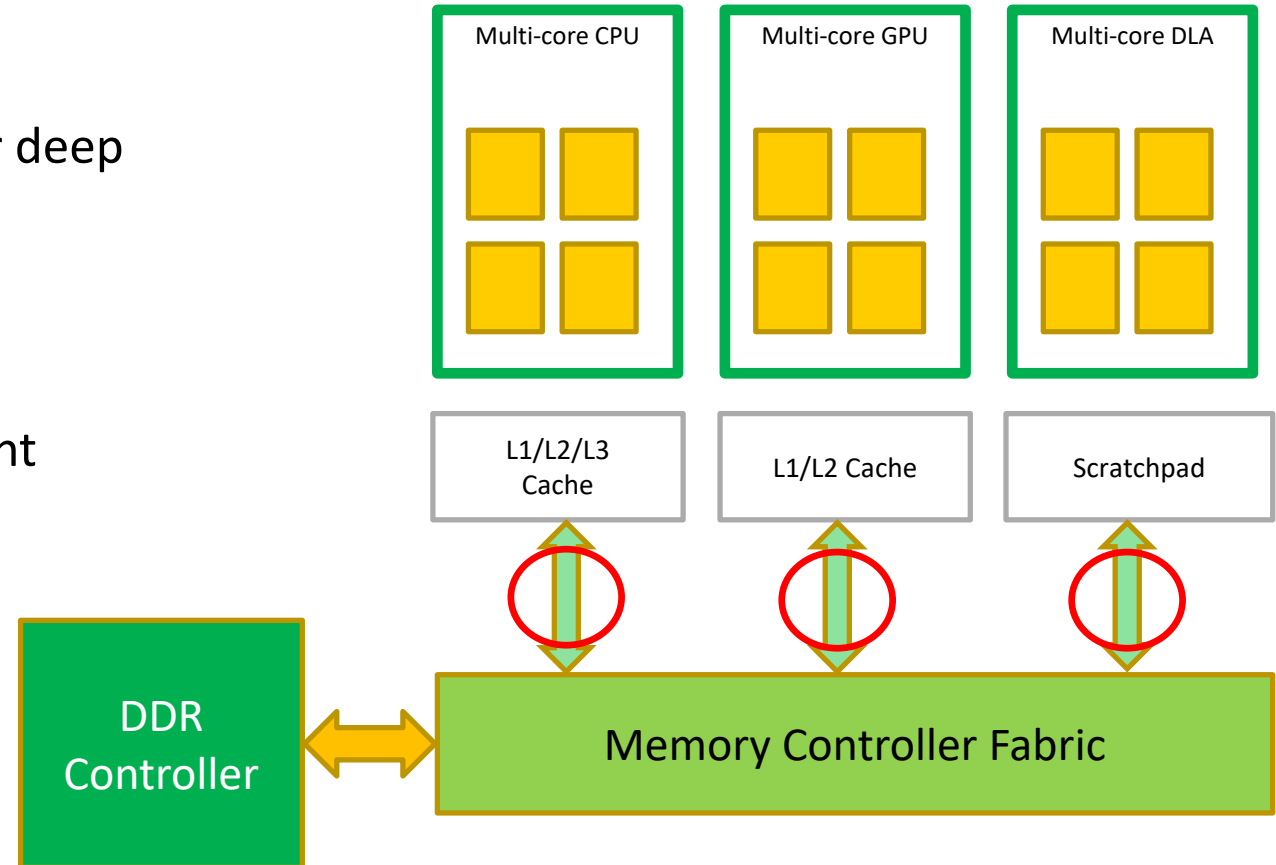 Multi-core CPU
Multi-core GPU
Multi-core DLA
deep
L1/L2/L3
Cache
L1/L2 Cache
Scratchpad
DDR
Controller
Memory Controller Fabric